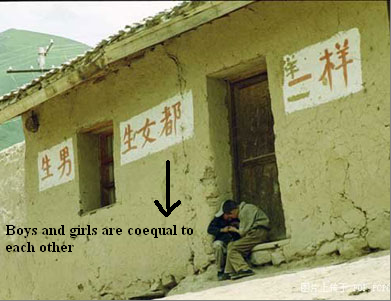 生男
生女都
一样
Boys and girls are coequal to
each other